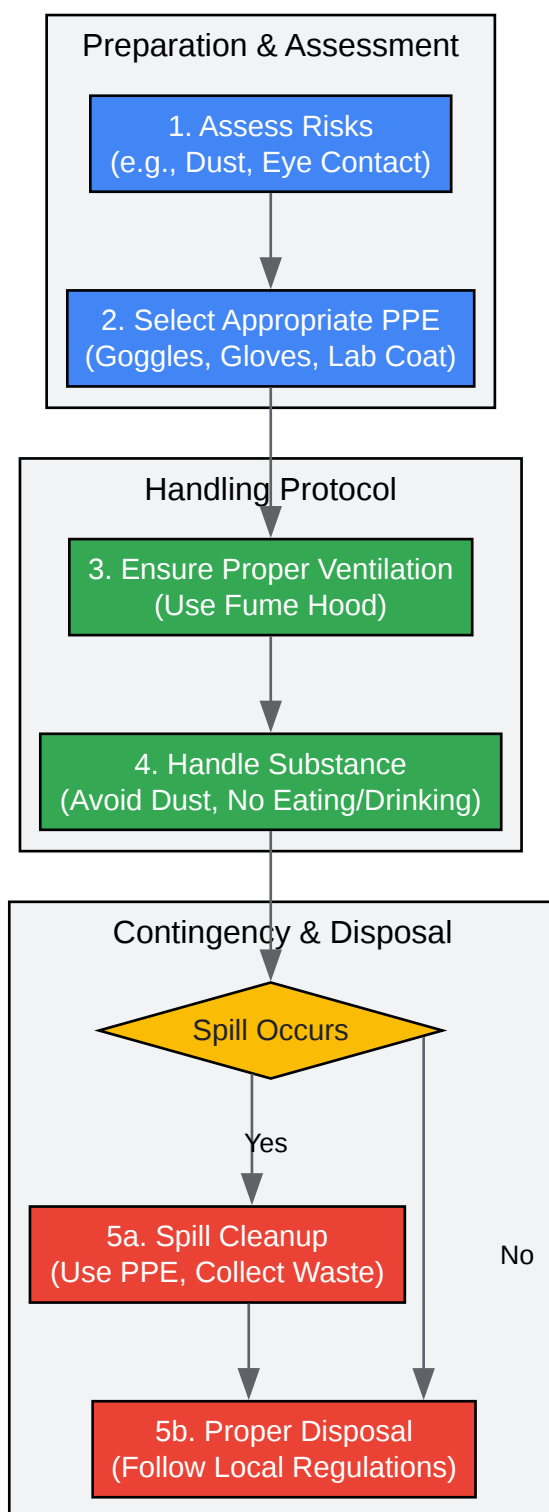 Preparation & Assessment
1. Assess Risks
(e.g., Dust, Eye Contact)
2. Select Appropriate PPE
(Goggles, Gloves, Lab Coat)
Handling Protocol
3. Ensure Proper Ventilation
(Use Fume Hood)
4. Handle Substance
(Avoid Dust, No Eating/Drinking)
Contingency & Disposal
Spill Occurs
Yes
5a. Spill Cleanup
(Use PPE, Collect Waste)
No
5b. Proper Disposal
(Follow Local Regulations)